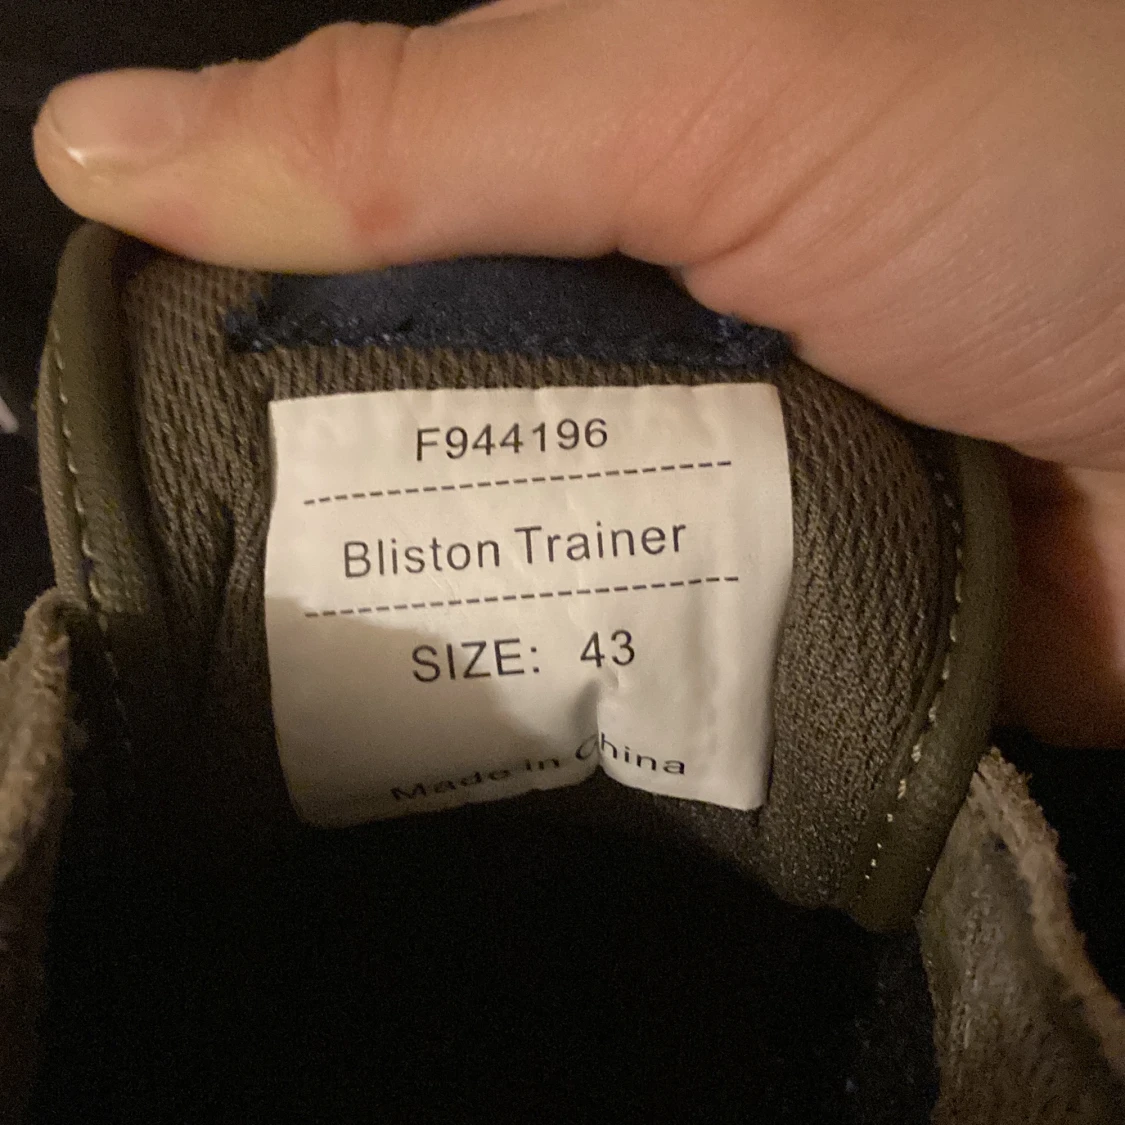 F944196
Bliston Trainer
SIZE: 43
Made in China